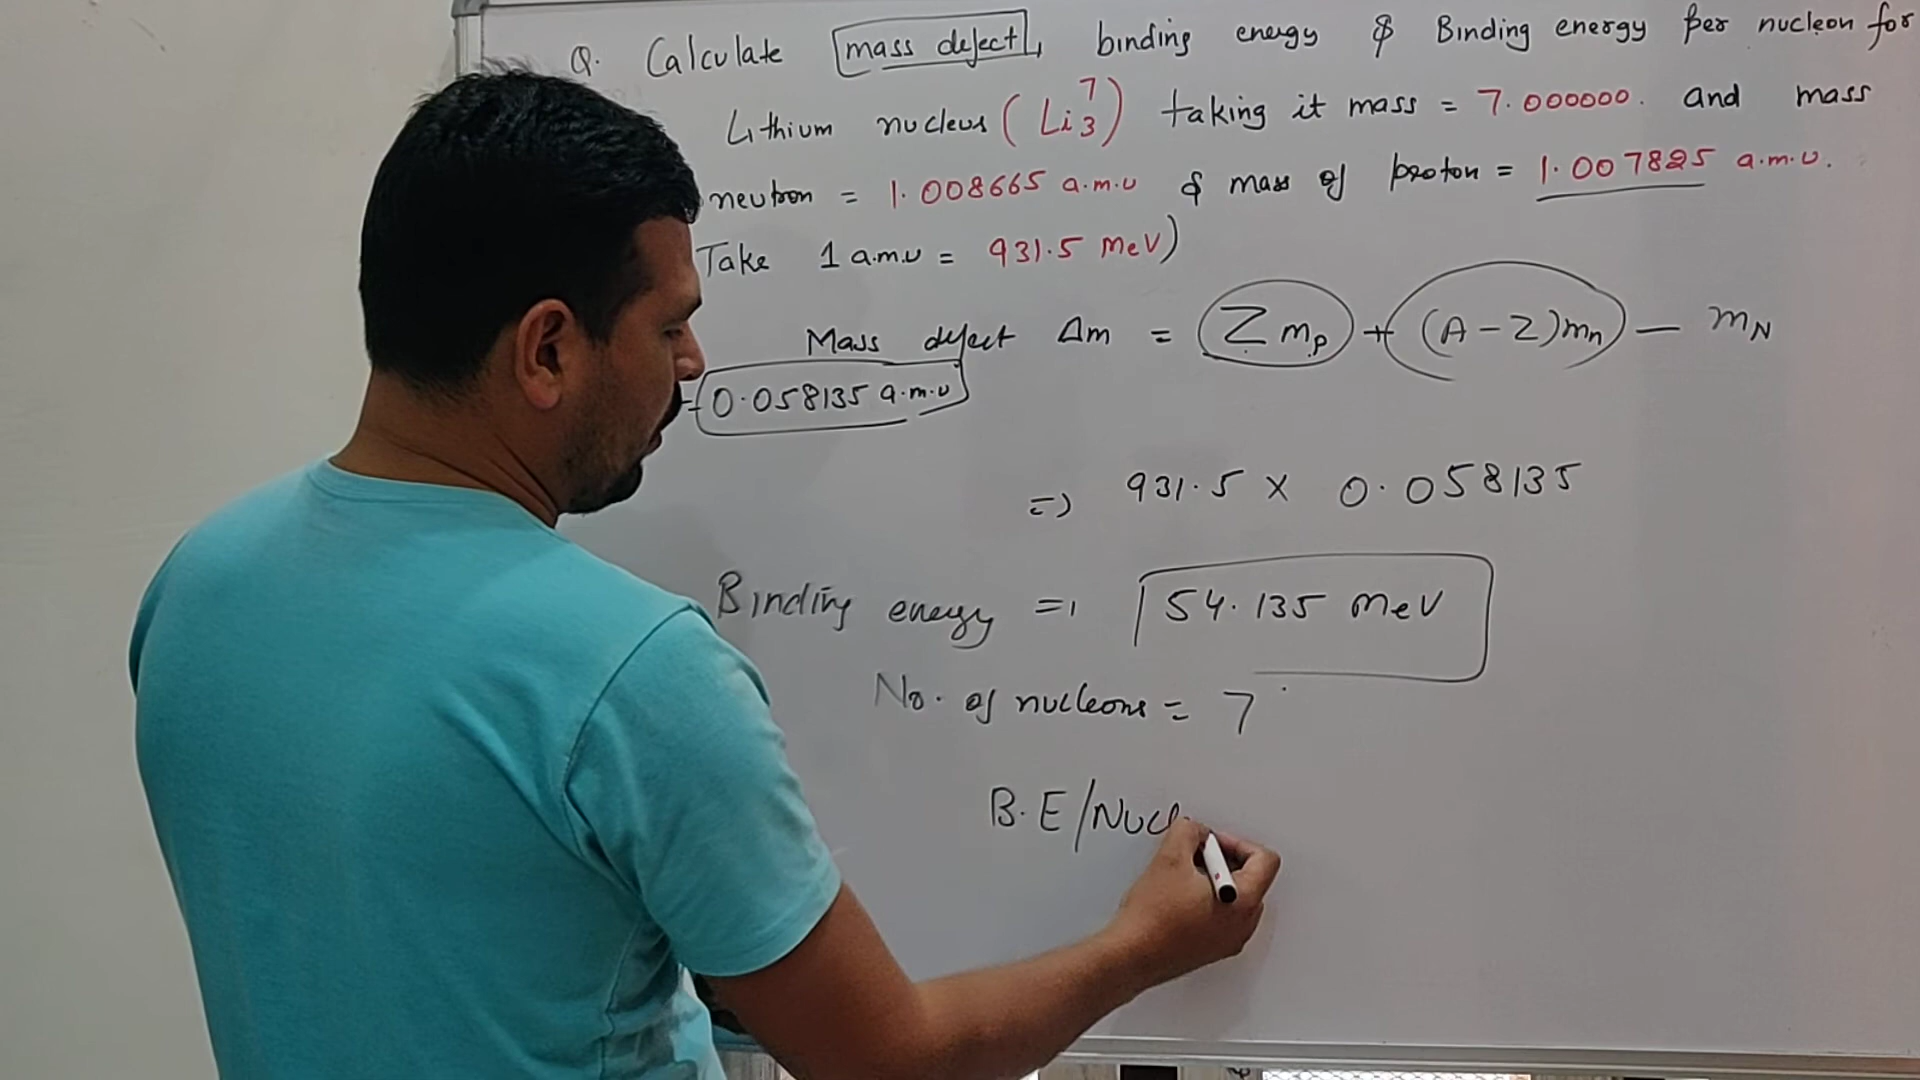 Q. Calculate mass defect, binding energy & Binding energy per nucleon for
Lithium nucleus (Li 7 3) taking it mass = 7.000000. and mass
neutron = 1.008665 a.m.u & mass of proton = 1.007825 a.m.u.
Take 1 a.m.u = 931.5 MeV)
Mass defect Δm = Z mp + (A - Z)mn - mN
= 0.058135 a.m.u
=) 931.5 x 0.058135
Binding energy =) 54.135 MeV
No. of nucleons = 7
B.E/Nucl